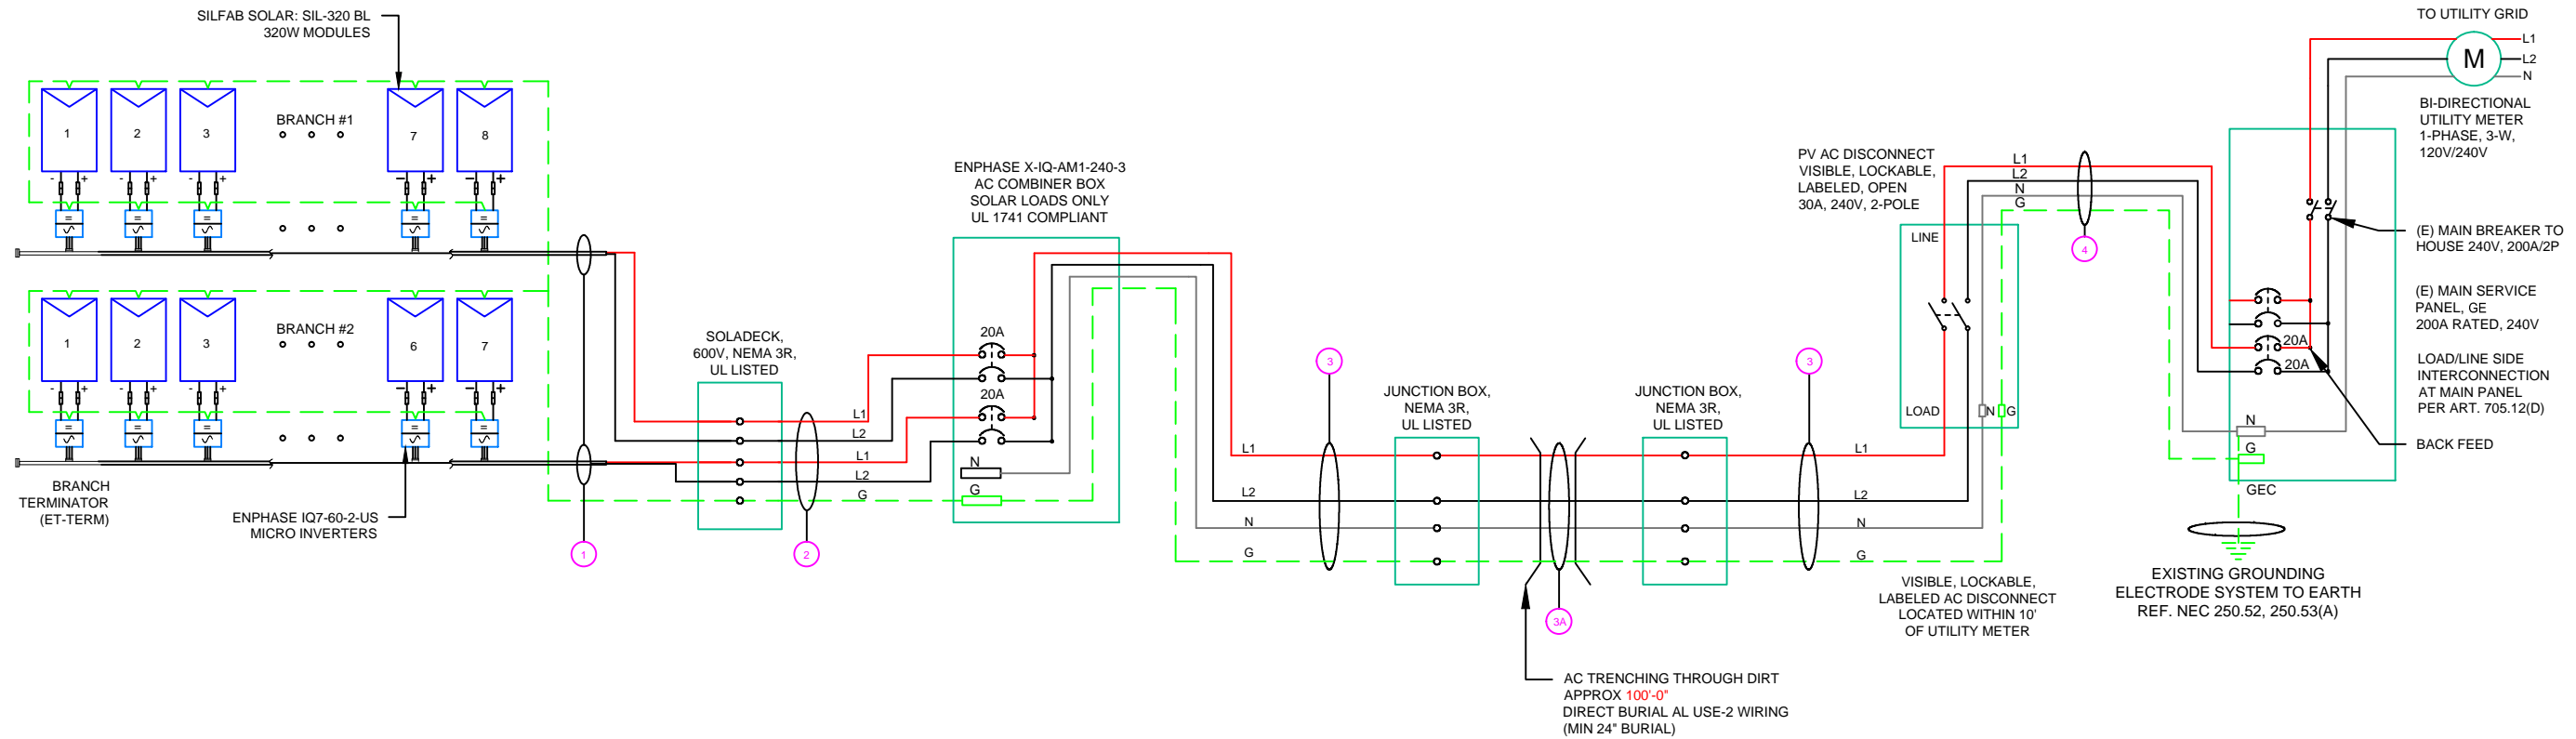 SILFAB SOLAR: SIL-320 BL
320W MODULES
1
2
3
BRANCH #1
7
8
- +
- +
- +
- +
- +
1
2
3
BRANCH #2
6
7
- +
- +
- +
- +
- +
BRANCH
TERMINATOR
(ET-TERM)
ENPHASE IQ7-60-2-US
MICRO INVERTERS
1
SOLADECK,
600V, NEMA 3R,
UL LISTED
L1
L2
L1
L2
G
2
ENPHASE X-IQ-AM1-240-3
AC COMBINER BOX
SOLAR LOADS ONLY
UL 1741 COMPLIANT
20A
20A
N
G
L1
L2
N
G
3
JUNCTION BOX,
NEMA 3R,
UL LISTED
3A
AC TRENCHING THROUGH DIRT
APPROX 100'-0"
DIRECT BURIAL AL USE-2 WIRING
(MIN 24" BURIAL)
JUNCTION BOX,
NEMA 3R,
UL LISTED
3
L1
L2
N
G
PV AC DISCONNECT
VISIBLE, LOCKABLE,
LABELED, OPEN
30A, 240V, 2-POLE
LINE
LOAD
N G
VISIBLE, LOCKABLE,
LABELED AC DISCONNECT
LOCATED WITHIN 10'
OF UTILITY METER
L1
L2
N
G
4
TO UTILITY GRID
M
L1
L2
N
BI-DIRECTIONAL
UTILITY METER
1-PHASE, 3-W,
120V/240V
(E) MAIN BREAKER TO
HOUSE 240V, 200A/2P
(E) MAIN SERVICE
PANEL, GE
200A RATED, 240V
20A
20A
LOAD/LINE SIDE
INTERCONNECTION
AT MAIN PANEL
PER ART. 705.12(D)
BACK FEED
N
G
GEC
EXISTING GROUNDING
ELECTRODE SYSTEM TO EARTH
REF. NEC 250.52, 250.53(A)